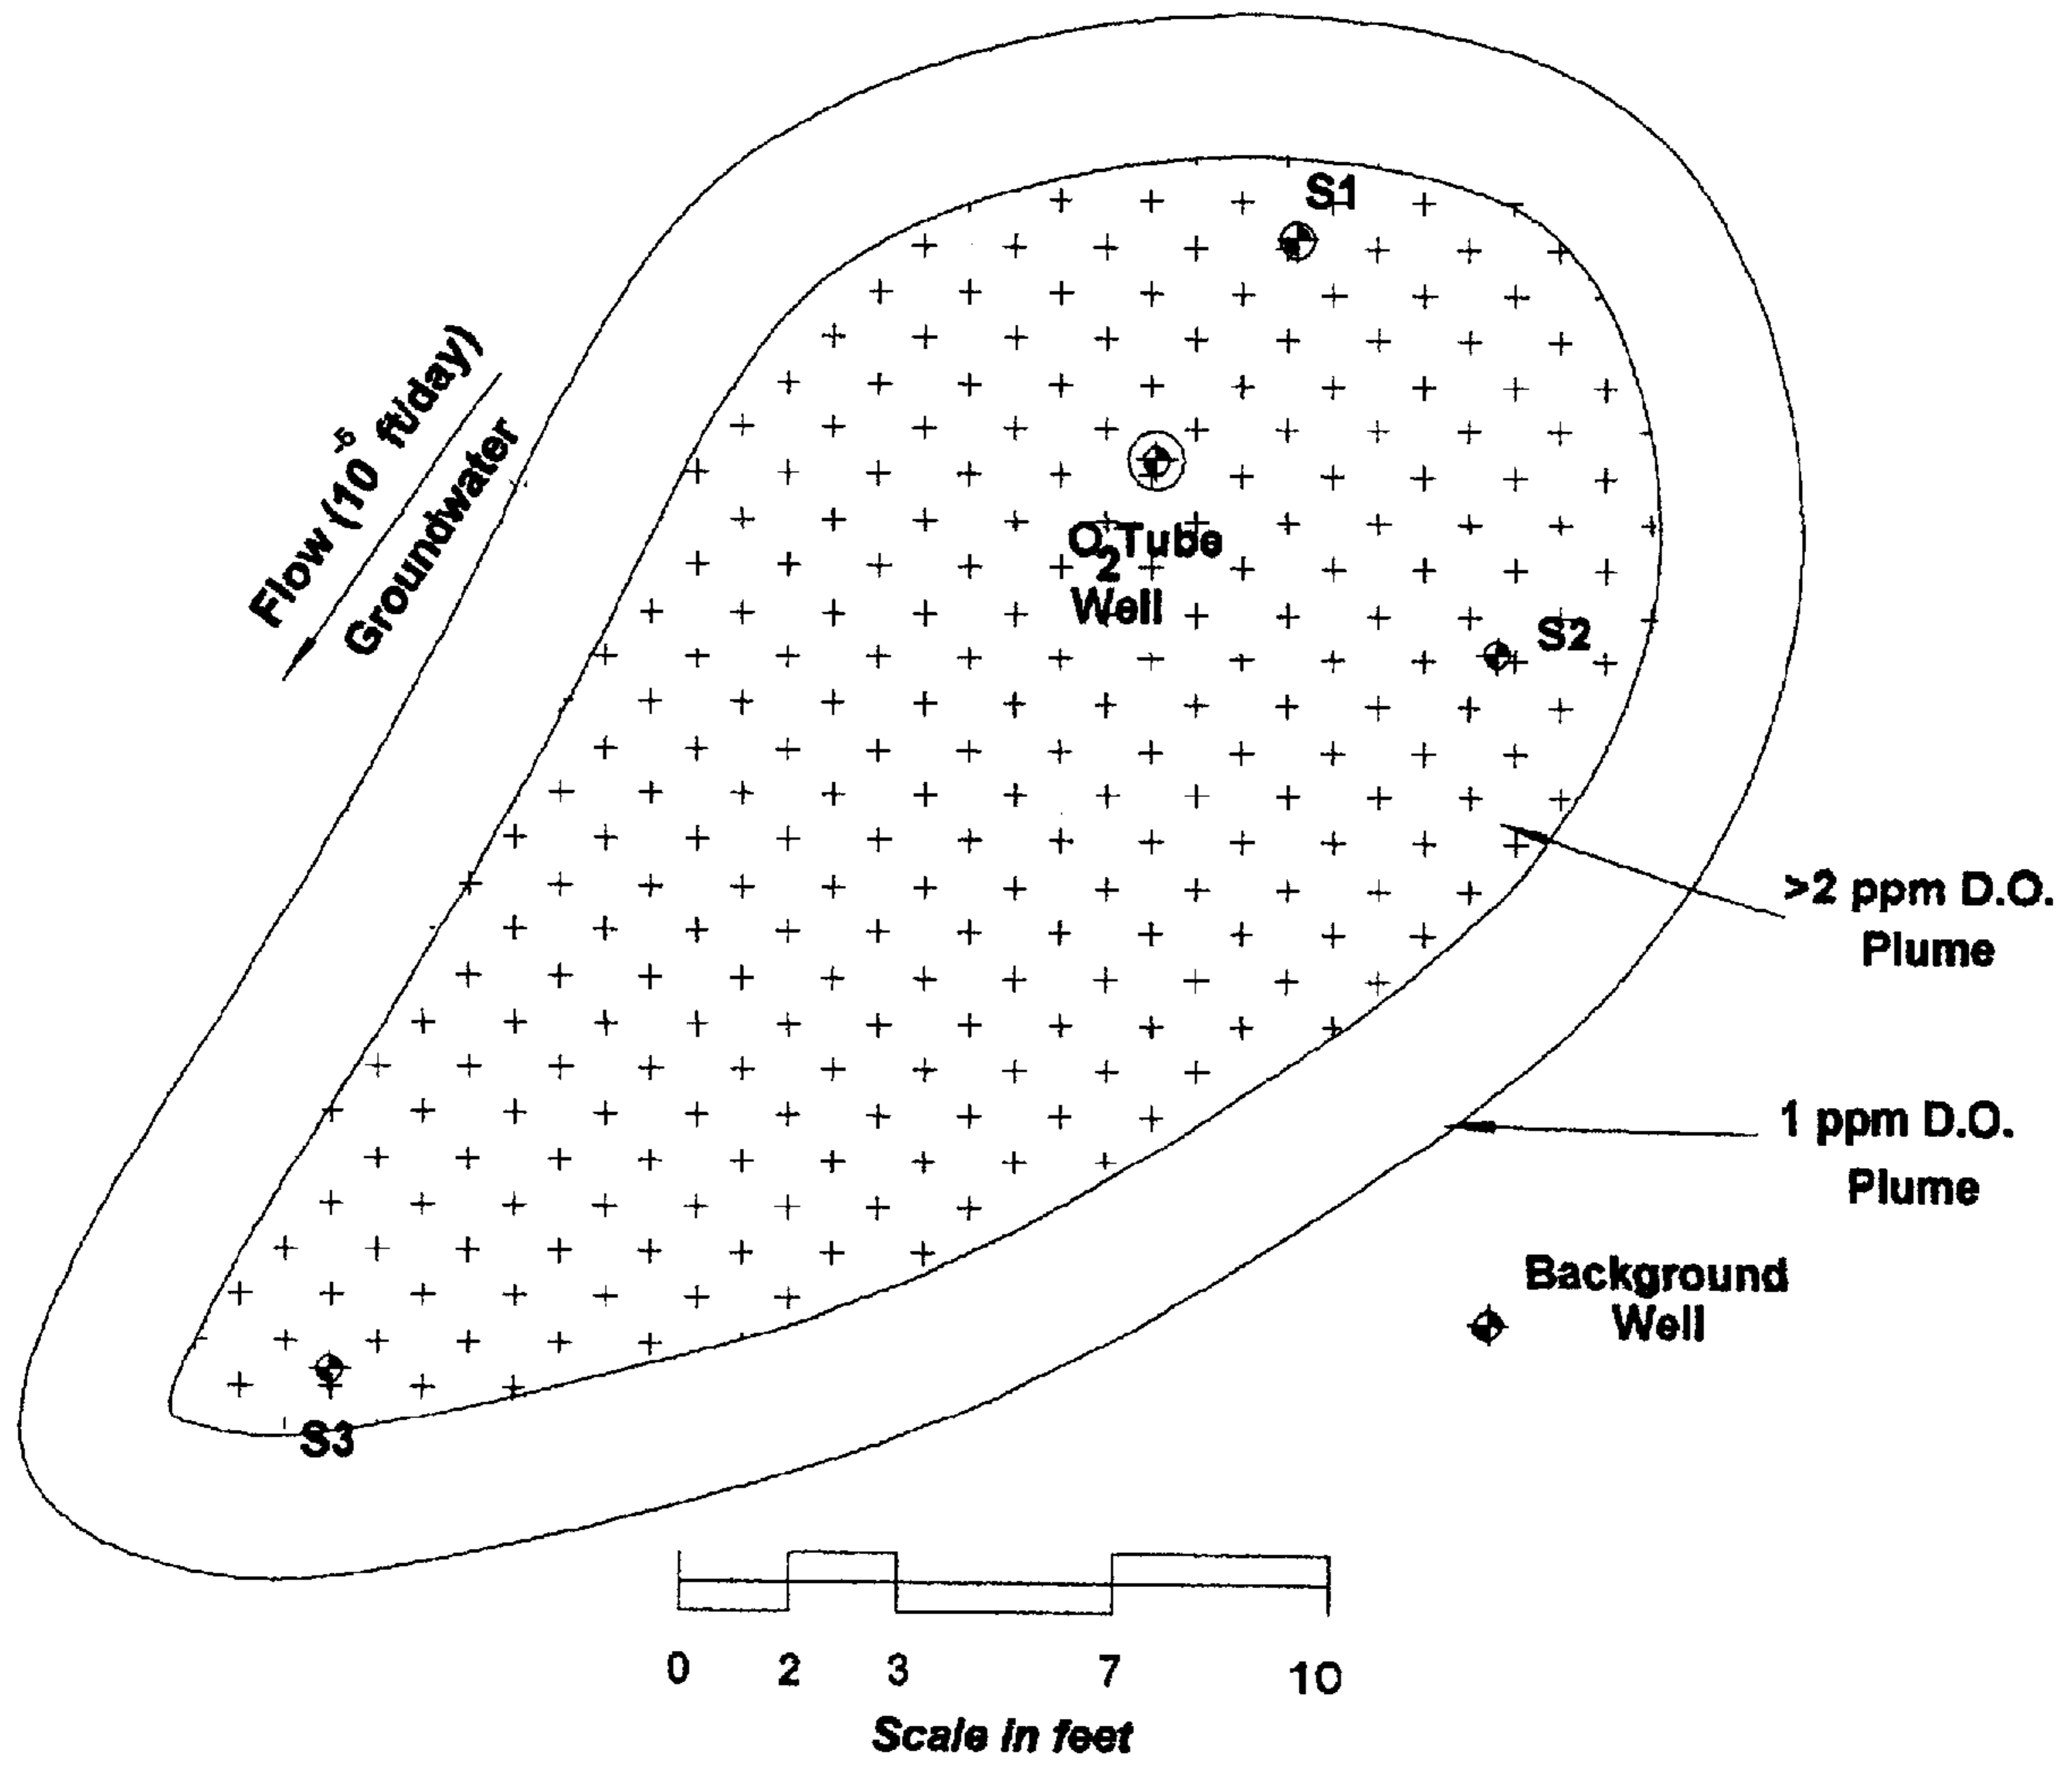 S1
Flow (10⁻⁵ ft/day)
Groundwater
O₂ Tube
Well
S2
>2 ppm D.O.
Plume
1 ppm D.O.
Plume
Background
Well
S3
0 2 3 7 10
Scale in feet